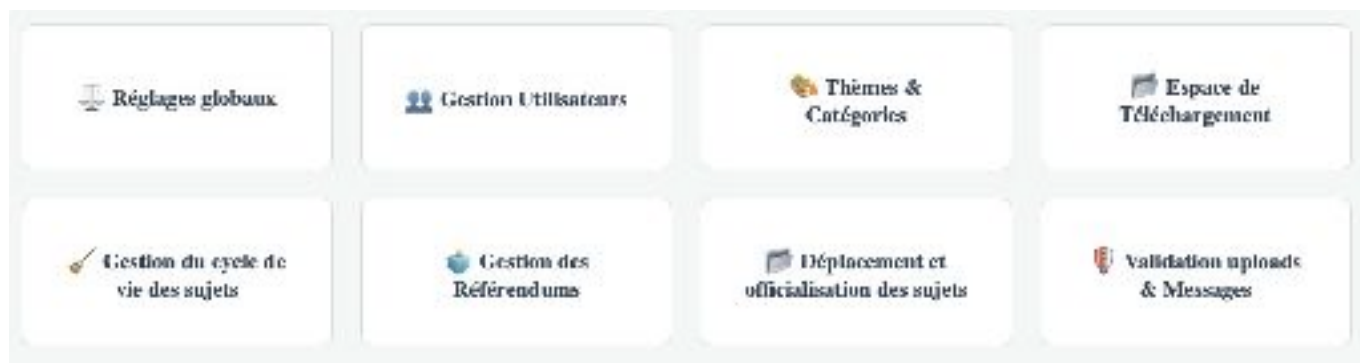 Réglages globaux
Gestion Utilisateurs
Thèmes &
Catégories
Espace de
Téléchargement
Gestion du cycle de
vie des sujets
Gestion des
Référendums
Déplacement et
officialisation des sujets
Validation uploads
& Messages